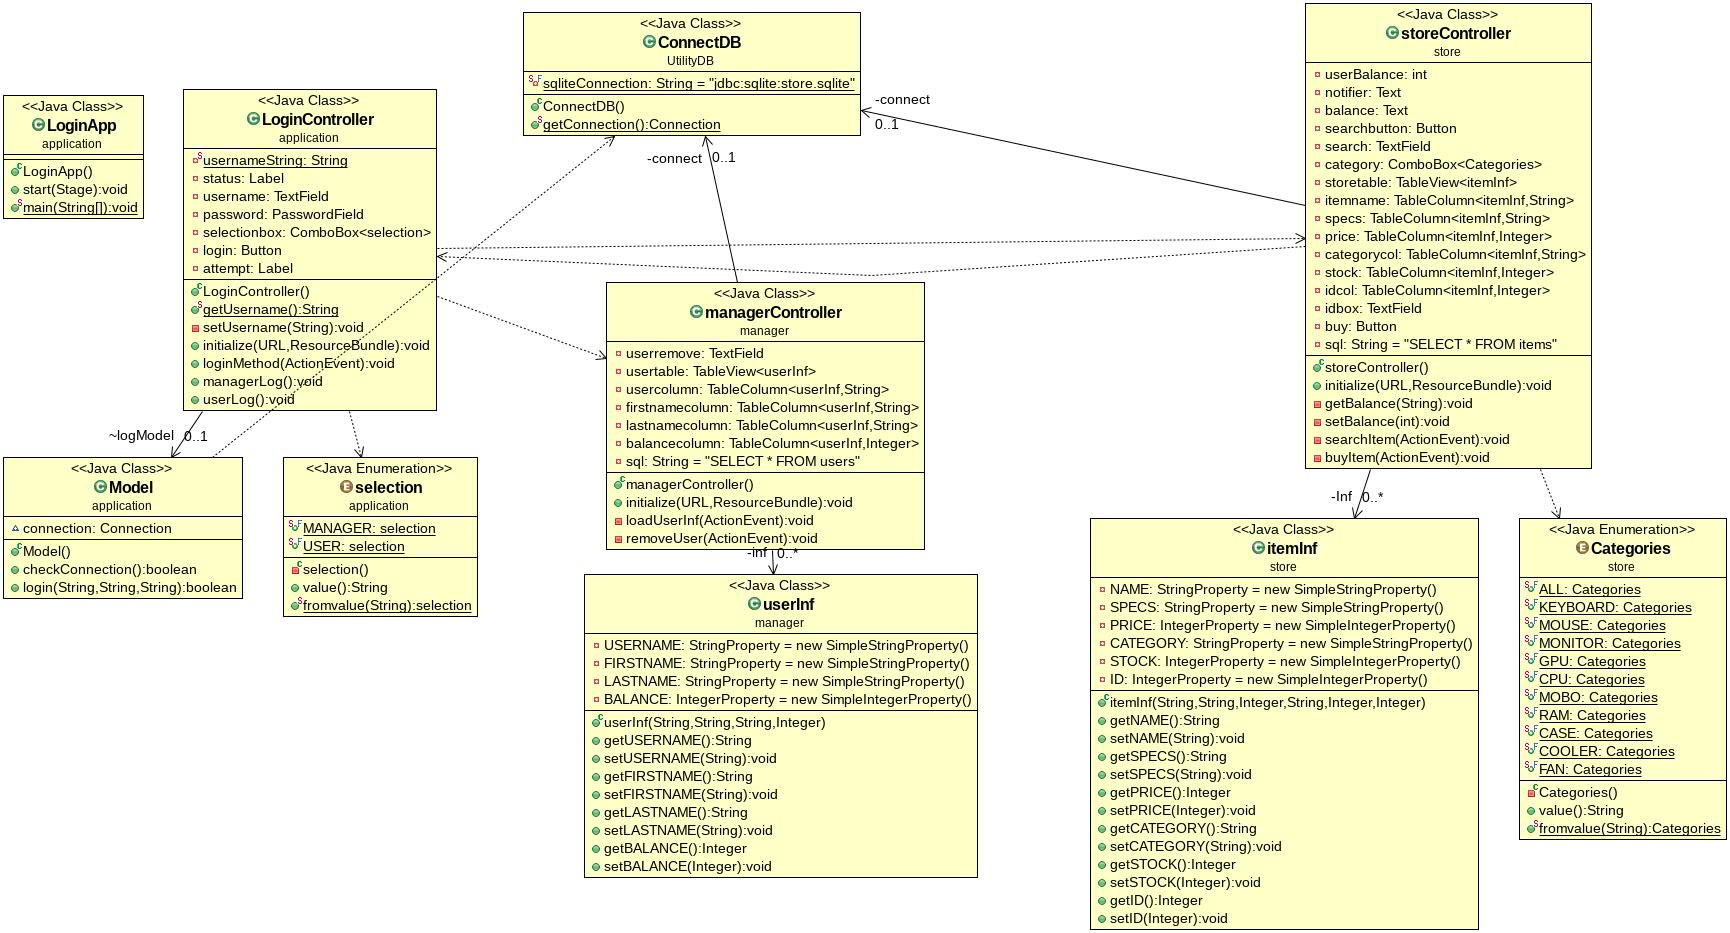 <<Java Class>>
LoginApp
application
LoginApp()
start(Stage):void
main(String[]):void
<<Java Class>>
LoginController
application
usernameString: String
status: Label
username: TextField
password: PasswordField
selectionbox: ComboBox<selection>
login: Button
attempt: Label
LoginController()
getUsername():String
setUsername(String):void
initialize(URL,ResourceBundle):void
loginMethod(ActionEvent):void
managerLog():void
userLog():void
~logModel 0..1
<<Java Class>>
Model
application
connection: Connection
Model()
checkConnection():boolean
login(String,String,String):boolean
<<Java Enumeration>>
selection
application
MANAGER: selection
USER: selection
selection()
value():String
fromvalue(String):selection
<<Java Class>>
ConnectDB
UtilityDB
sqliteConnection: String = "jdbc:sqlite:store.sqlite"
ConnectDB()
getConnection():Connection
-connect 0..1
-connect
0..1
<<Java Class>>
managerController
manager
userremove: TextField
usertable: TableView<userInf>
usercolumn: TableColumn<userInf,String>
firstnamecolumn: TableColumn<userInf,String>
lastnamecolumn: TableColumn<userInf,String>
balancecolumn: TableColumn<userInf,Integer>
sql: String = "SELECT * FROM users"
managerController()
initialize(URL,ResourceBundle):void
loadUserInf(ActionEvent):void
removeUser(ActionEvent):void
-inf 0..*
<<Java Class>>
userInf
manager
USERNAME: StringProperty = new SimpleStringProperty()
FIRSTNAME: StringProperty = new SimpleStringProperty()
LASTNAME: StringProperty = new SimpleStringProperty()
BALANCE: IntegerProperty = new SimpleIntegerProperty()
userInf(String,String,String,Integer)
getUSERNAME():String
setUSERNAME(String):void
getFIRSTNAME():String
setFIRSTNAME(String):void
getLASTNAME():String
setLASTNAME(String):void
getBALANCE():Integer
setBALANCE(Integer):void
<<Java Class>>
storeController
store
userBalance: int
notifier: Text
balance: Text
searchbutton: Button
search: TextField
category: ComboBox<Categories>
storetable: TableView<itemInf>
itemname: TableColumn<itemInf,String>
specs: TableColumn<itemInf,String>
price: TableColumn<itemInf,Integer>
categorycol: TableColumn<itemInf,String>
stock: TableColumn<itemInf,Integer>
idcol: TableColumn<itemInf,Integer>
idbox: TextField
buy: Button
sql: String = "SELECT * FROM items"
storeController()
initialize(URL,ResourceBundle):void
getBalance(String):void
setBalance(int):void
searchItem(ActionEvent):void
buyItem(ActionEvent):void
-Inf 0..*
<<Java Class>>
itemInf
store
NAME: StringProperty = new SimpleStringProperty()
SPECS: StringProperty = new SimpleStringProperty()
PRICE: IntegerProperty = new SimpleIntegerProperty()
CATEGORY: StringProperty = new SimpleStringProperty()
STOCK: IntegerProperty = new SimpleIntegerProperty()
ID: IntegerProperty = new SimpleIntegerProperty()
itemInf(String,String,Integer,String,Integer,Integer)
getNAME():String
setNAME(String):void
getSPECS():String
setSPECS(String):void
getPRICE():Integer
setPRICE(Integer):void
getCATEGORY():String
setCATEGORY(String):void
getSTOCK():Integer
setSTOCK(Integer):void
getID():Integer
setID(Integer):void
<<Java Enumeration>>
Categories
store
ALL: Categories
KEYBOARD: Categories
MOUSE: Categories
MONITOR: Categories
GPU: Categories
CPU: Categories
MOBO: Categories
RAM: Categories
CASE: Categories
COOLER: Categories
FAN: Categories
Categories()
value():String
fromvalue(String):Categories